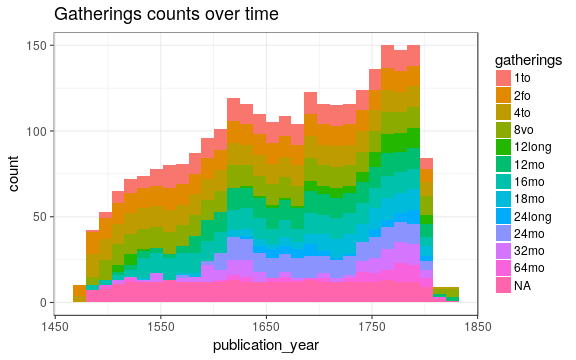 Gatherings counts over time
150
100
50
0
count
1450
1550
1650
1750
1850
publication_year
gatherings
1to
2fo
4to
8vo
12long
12mo
16mo
18mo
24long
24mo
32mo
64mo
NA